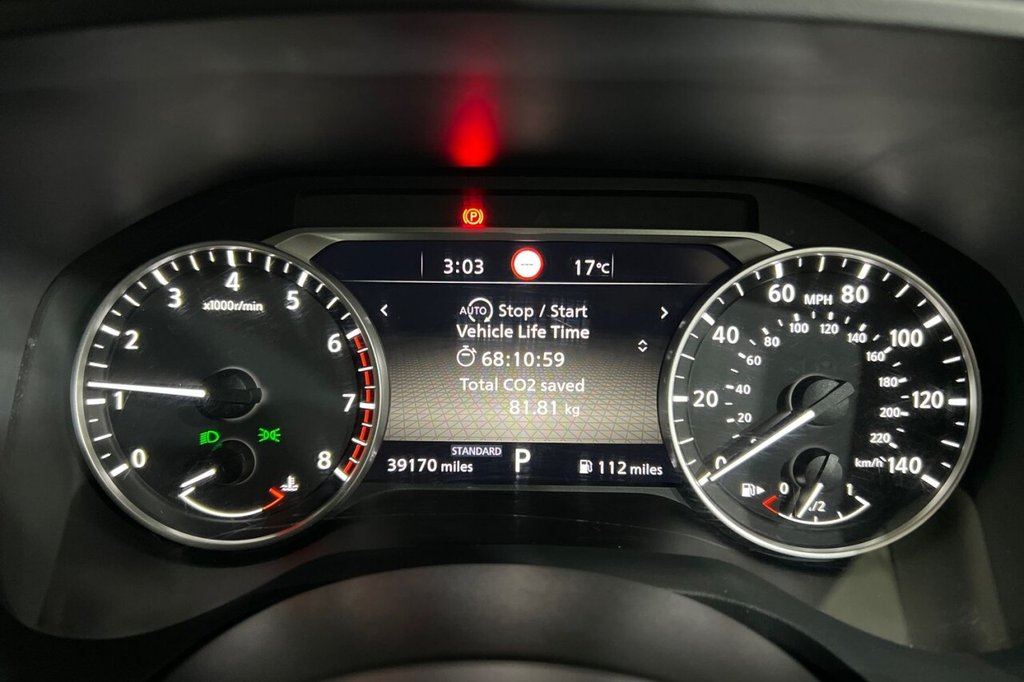 P
3:03
17°C
AUTO Stop / Start
Vehicle Life Time
68:10:59
Total CO2 saved
81.81 kg
STANDARD
39170 miles
P
112 miles
x1000r/min
0
1
2
3
4
5
6
7
8
MPH
0
20
40
60
80
100
120
140
20
40
60
80
100
120
140
160
180
200
220
km/h
0
1/2
1